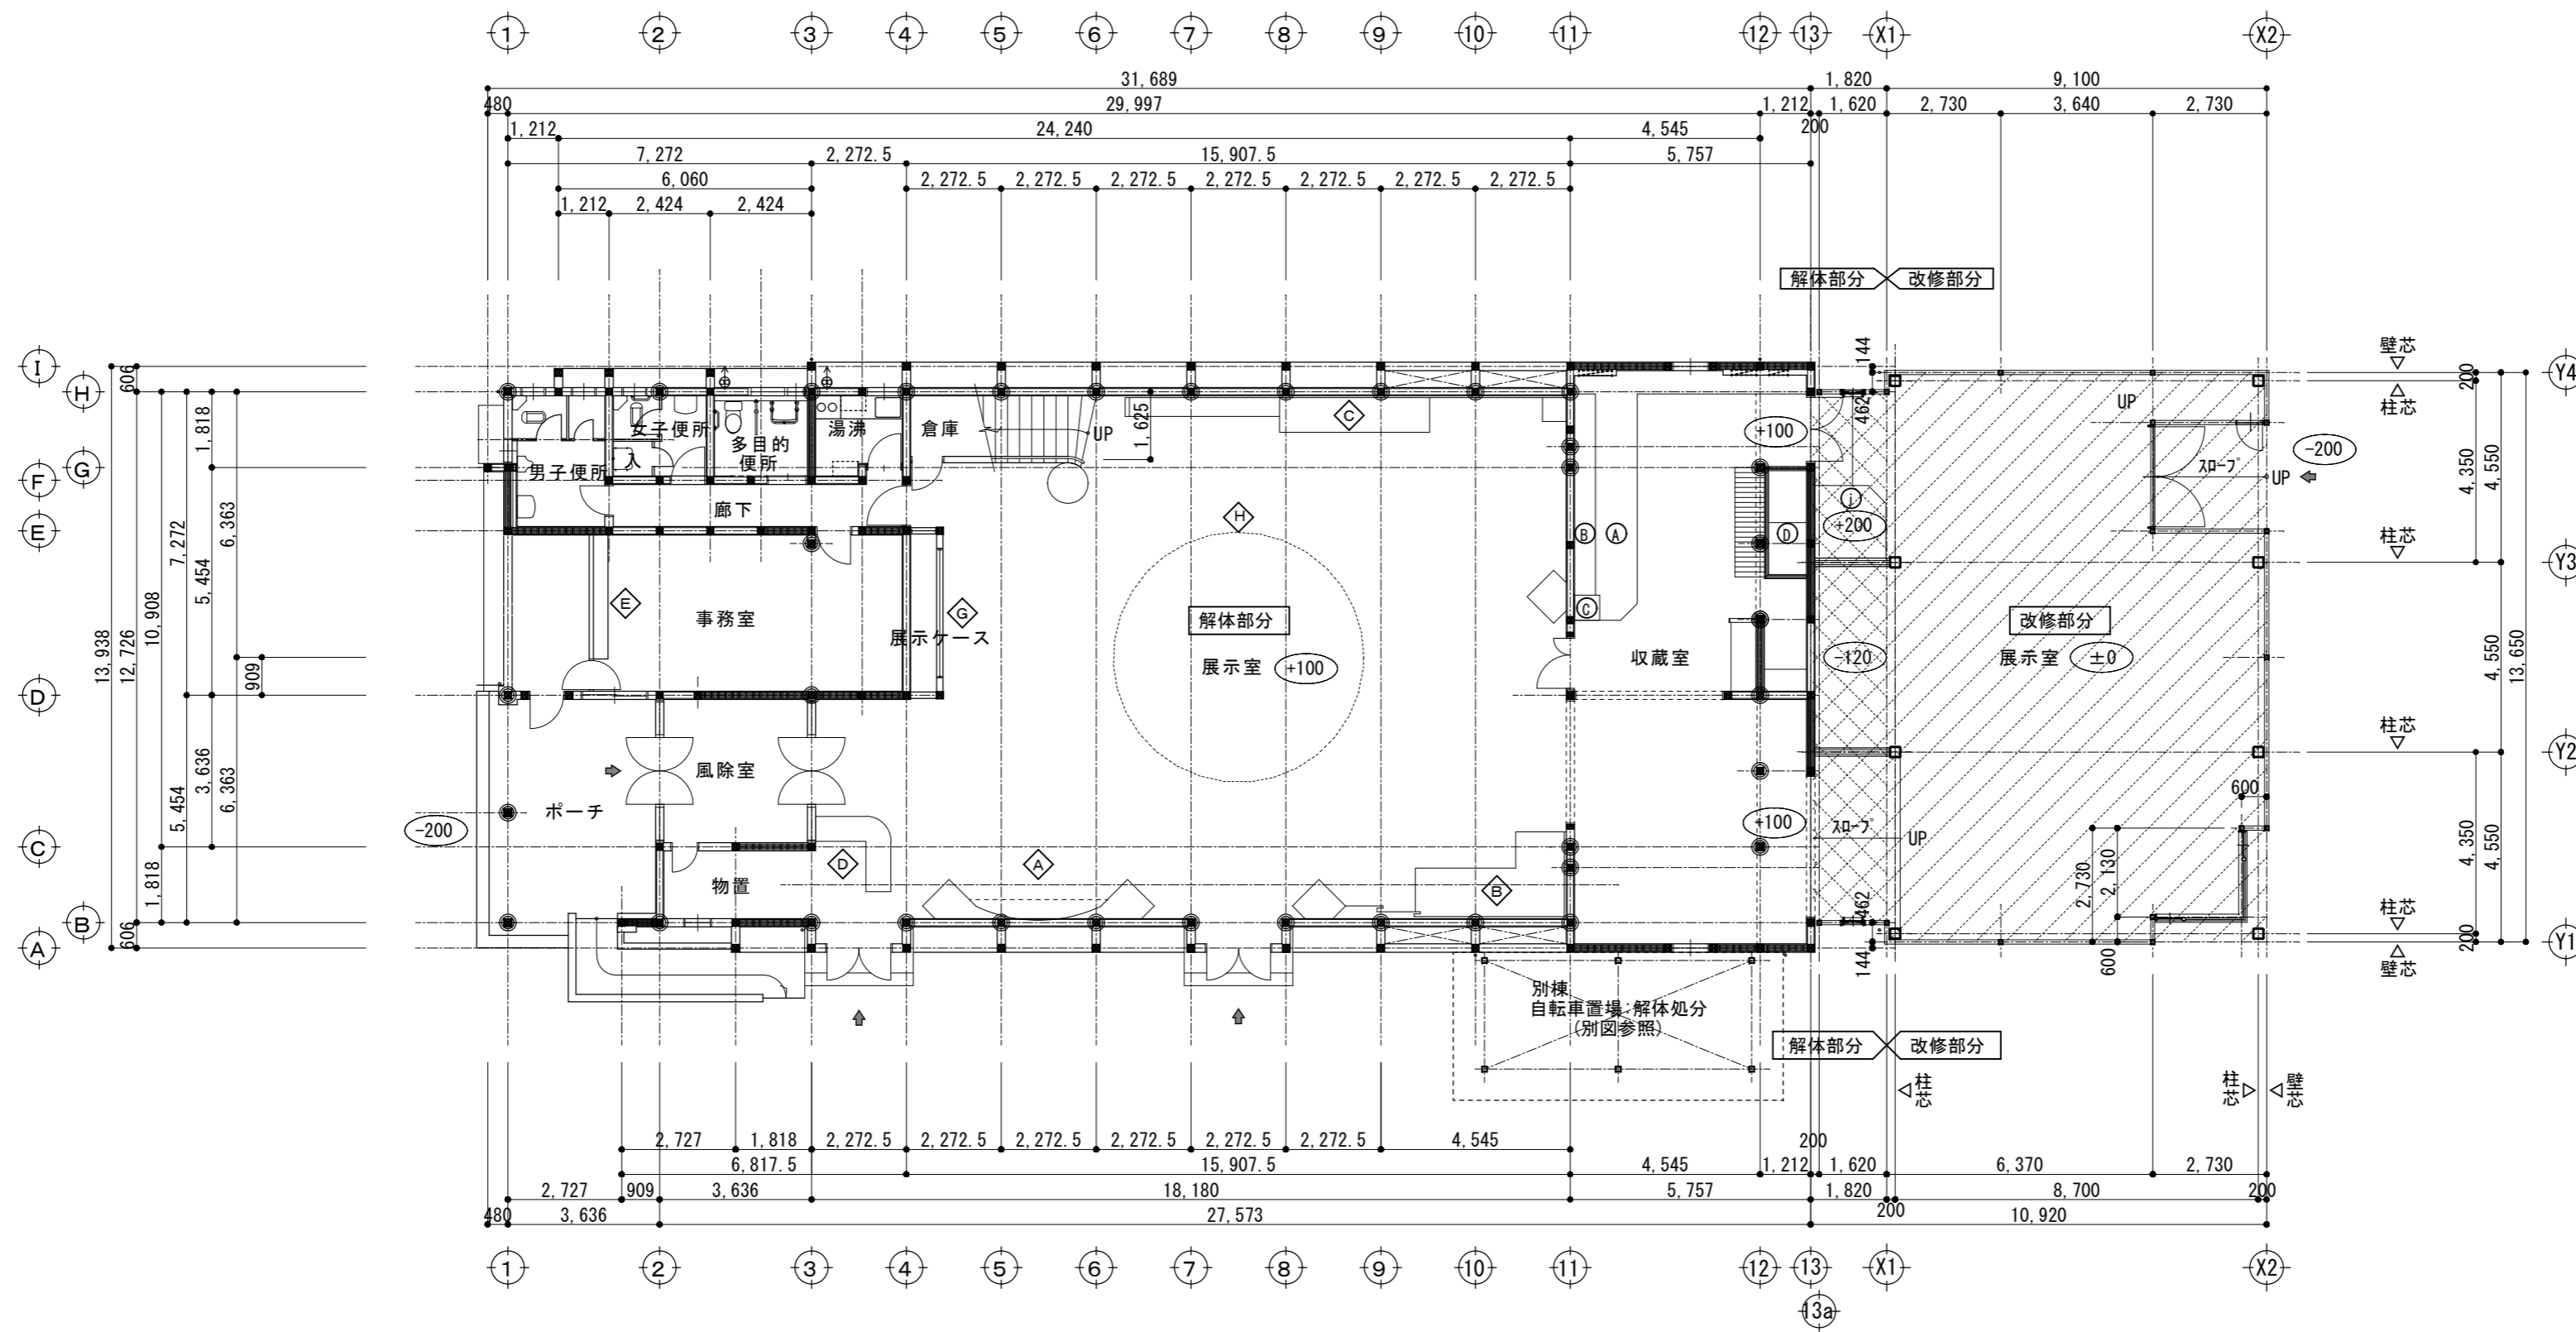 1 2 3 4 5 6 7 8 9 10 11 12 13 X1 X2
31,689 1,820 9,100
480 29,997 1,212 1,620 2,730 3,640 2,730
1,212 24,240 4,545 200
7,272 2,272.5 15,907.5 5,757
6,060 2,272.5 2,272.5 2,272.5 2,272.5 2,272.5 2,272.5 2,272.5
1,212 2,424 2,424
解体部分 改修部分
I
H
G
F
E
D
C
B
A
606
1,818
6,363
7,272
5,454
10,908
12,726
13,938
909
3,636
6,363
5,454
1,818
606
女子便所
多目的
便所
湯沸
倉庫
UP
1,625
C
男子便所
入
廊下
H
E
事務室
G
展示ケース
解体部分
展示室 +100
B
A
C
D
+100
収蔵室
144
462
j
+200
-120
UP
スロープ
UP
-200
改修部分
展示室 ±0
風除室
ポーチ
-200
D
A
物置
B
+100
スロープ
UP
600
2,730
2,130
600
462
144
壁芯
柱芯
柱芯
柱芯
柱芯
壁芯
200
4,350
4,550
4,550
13,650
4,350
4,550
200
Y4
Y3
Y2
Y1
別棟
自転車置場:解体処分
(別図参照)
解体部分 改修部分
柱芯
柱芯
壁芯
2,727 1,818 2,272.5 2,272.5 2,272.5 2,272.5 2,272.5 2,272.5 4,545 200
6,817.5 15,907.5 4,545 1,212 1,620 6,370 2,730
2,727 909 3,636 18,180 5,757 1,820 8,700 200
480 3,636 27,573 200 10,920
1 2 3 4 5 6 7 8 9 10 11 12 13 X1 X2
13a